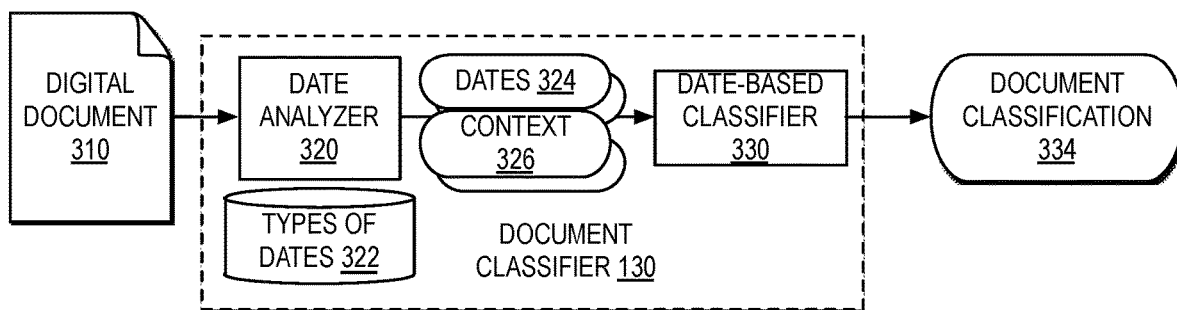 DIGITAL
DOCUMENT
310
DATE
ANALYZER
320
TYPES OF
DATES 322
DATES 324
CONTEXT
326
DATE-BASED
CLASSIFIER
330
DOCUMENT
CLASSIFIER 130
DOCUMENT
CLASSIFICATION
334